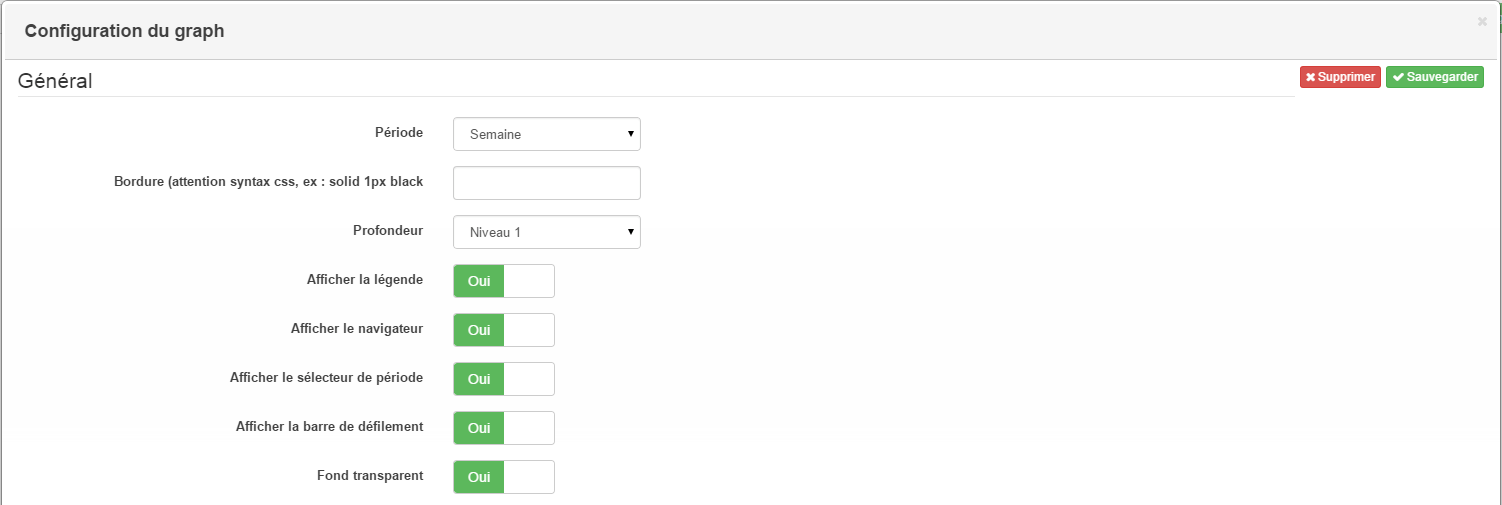 Configuration du graph
Général
Supprimer Sauvegarder
Période Semaine
Bordure (attention syntax css, ex : solid 1px black
Profondeur Niveau 1
Afficher la légende Oui
Afficher le navigateur Oui
Afficher le sélecteur de période Oui
Afficher la barre de défilement Oui
Fond transparent Oui